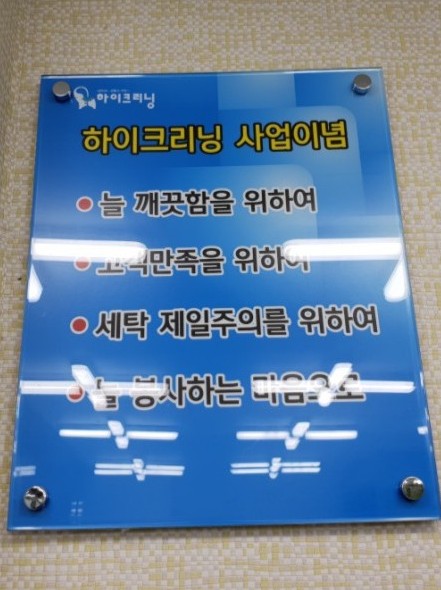 하이크리닝
하이크리닝 사업이념
늘 깨끗함을 위하여
고객만족을 위하여
세탁 제일주의를 위하여
늘 봉사하는 마음으로